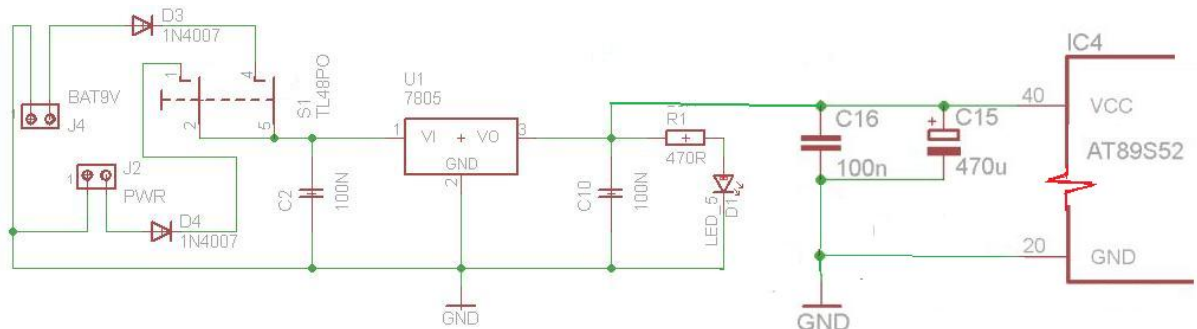 D3
1N4007
BAT9V
J4
1
4
2
5
S1
TL48PO
U1
7805
1
VI
VO
3
GND
2
J2
1
PWR
D4
1N4007
C2
100N
C10
100N
R1
470R
LED_5
D1
GND
C16
100n
+
C15
470u
IC4
40
VCC
AT89S52
20
GND
GND